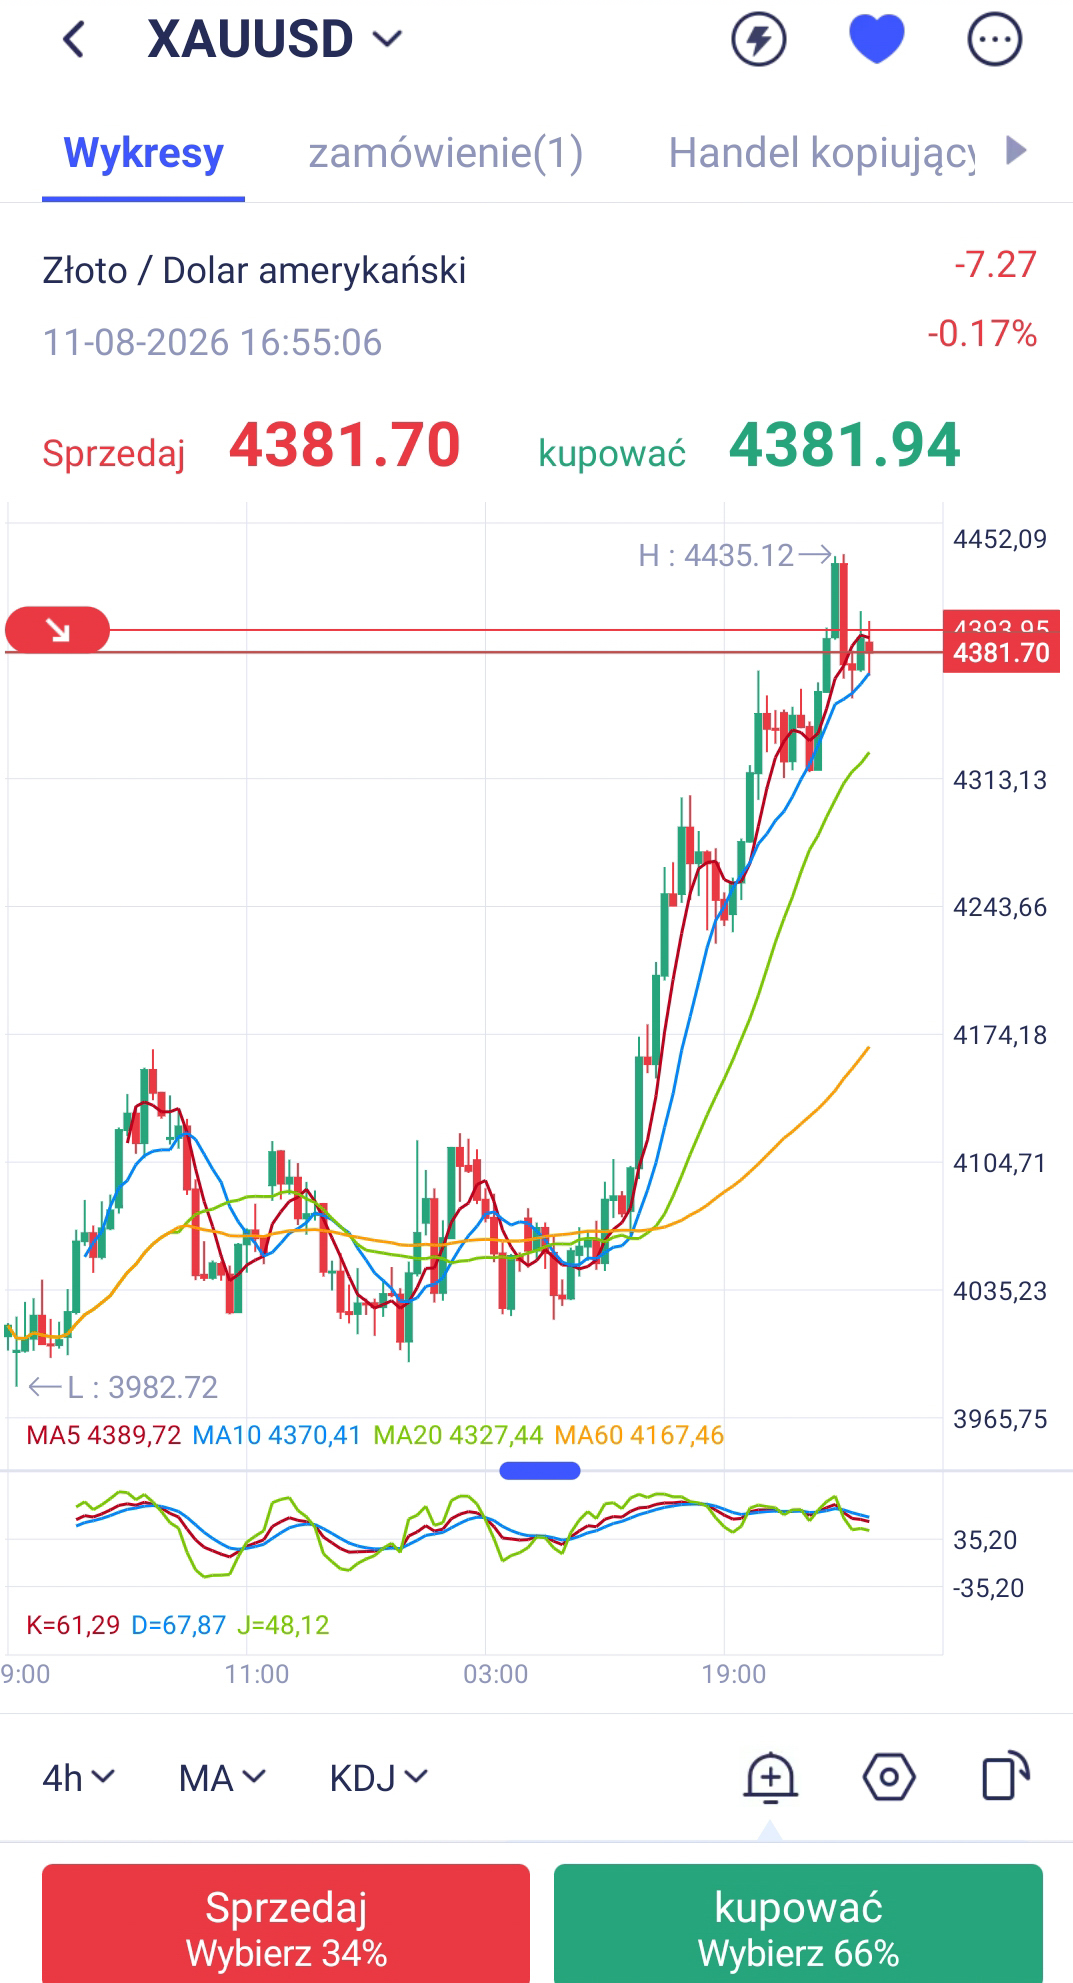 XAUUSD
Wykresy zamówienie(1) Handel kopiujący
Złoto / Dolar amerykański -7.27
11-08-2026 16:55:06 -0.17%
Sprzedaj 4381.70 kupować 4381.94
4452,09
H : 4435.12
4393.95
4381.70
4313,13
4243,66
4174,18
4104,71
4035,23
L : 3982.72
3965,75
MA5 4389,72 MA10 4370,41 MA20 4327,44 MA60 4167,46
35,20
-35,20
K=61,29 D=67,87 J=48,12
9:00 11:00 03:00 19:00
4h MA KDJ
Sprzedaj kupować
Wybierz 34% Wybierz 66%